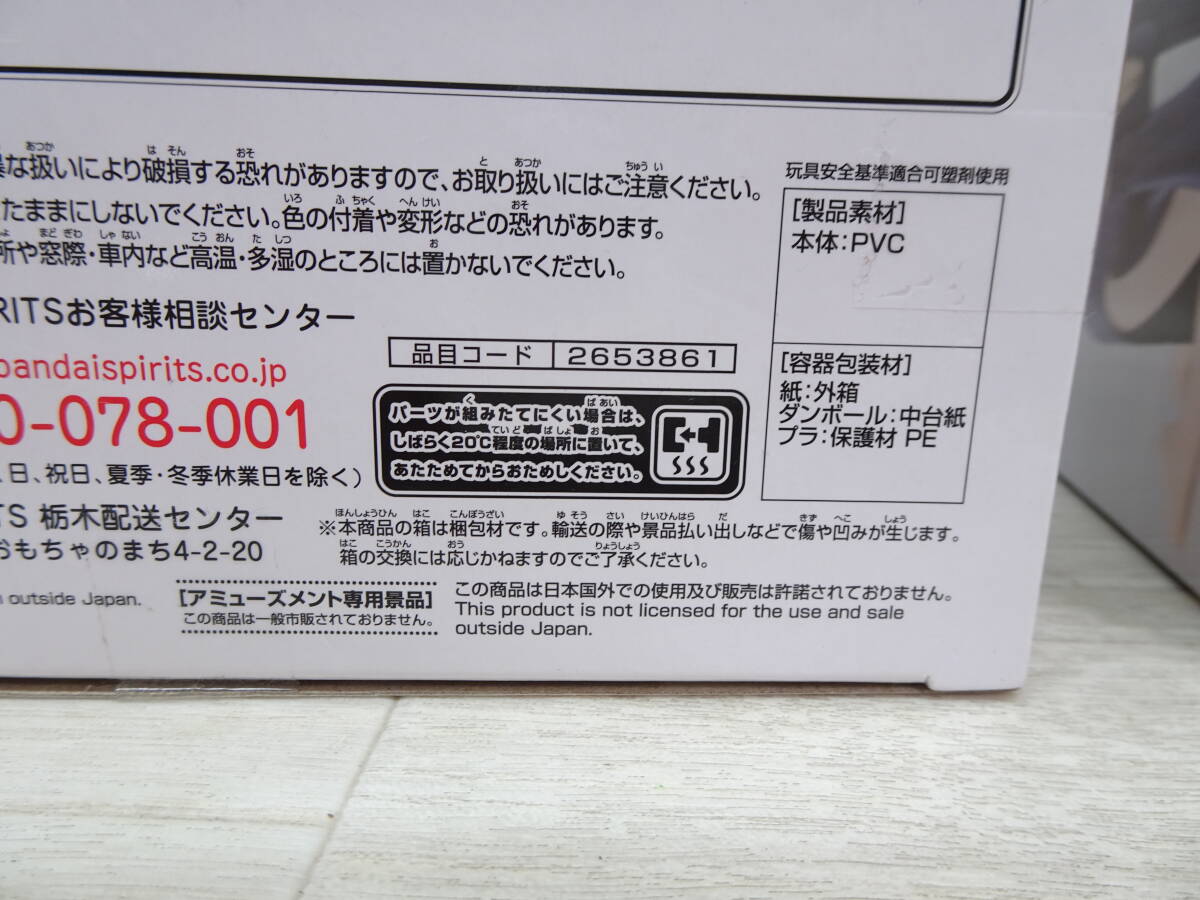 な扱いにより破損する恐れがありますので、お取り扱いにはご注意ください。
たままにしないでください。色の付着や変形などの恐れがあります。
所や窓際・車内など高温・多湿のところには置かないでください。
RITSお客様相談センター
bandaispirits.co.jp
0-078-001
日、祝日、夏季・冬季休業日を除く)
TS 栃木配送センター
おもちゃのまち4-2-20
outside Japan.
品目コード 2653861
パーツが組みたてにくい場合は、
しばらく20℃程度の場所に置いて、
あたためてからおためしください。
玩具安全基準適合可塑剤使用
[製品素材]
本体:PVC
[容器包装材]
紙:外箱
ダンボール:中台紙
プラ:保護材 PE
※本商品の箱は梱包材です。輸送の際や景品払い出しなどで傷や凹みが生じます。
箱の交換には応じかねますのでご了承ください。
[アミューズメント専用景品]
この商品は一般市販されておりません。
この商品は日本国外での使用及び販売は許諾されておりません。
This product is not licensed for the use and sale
outside Japan.